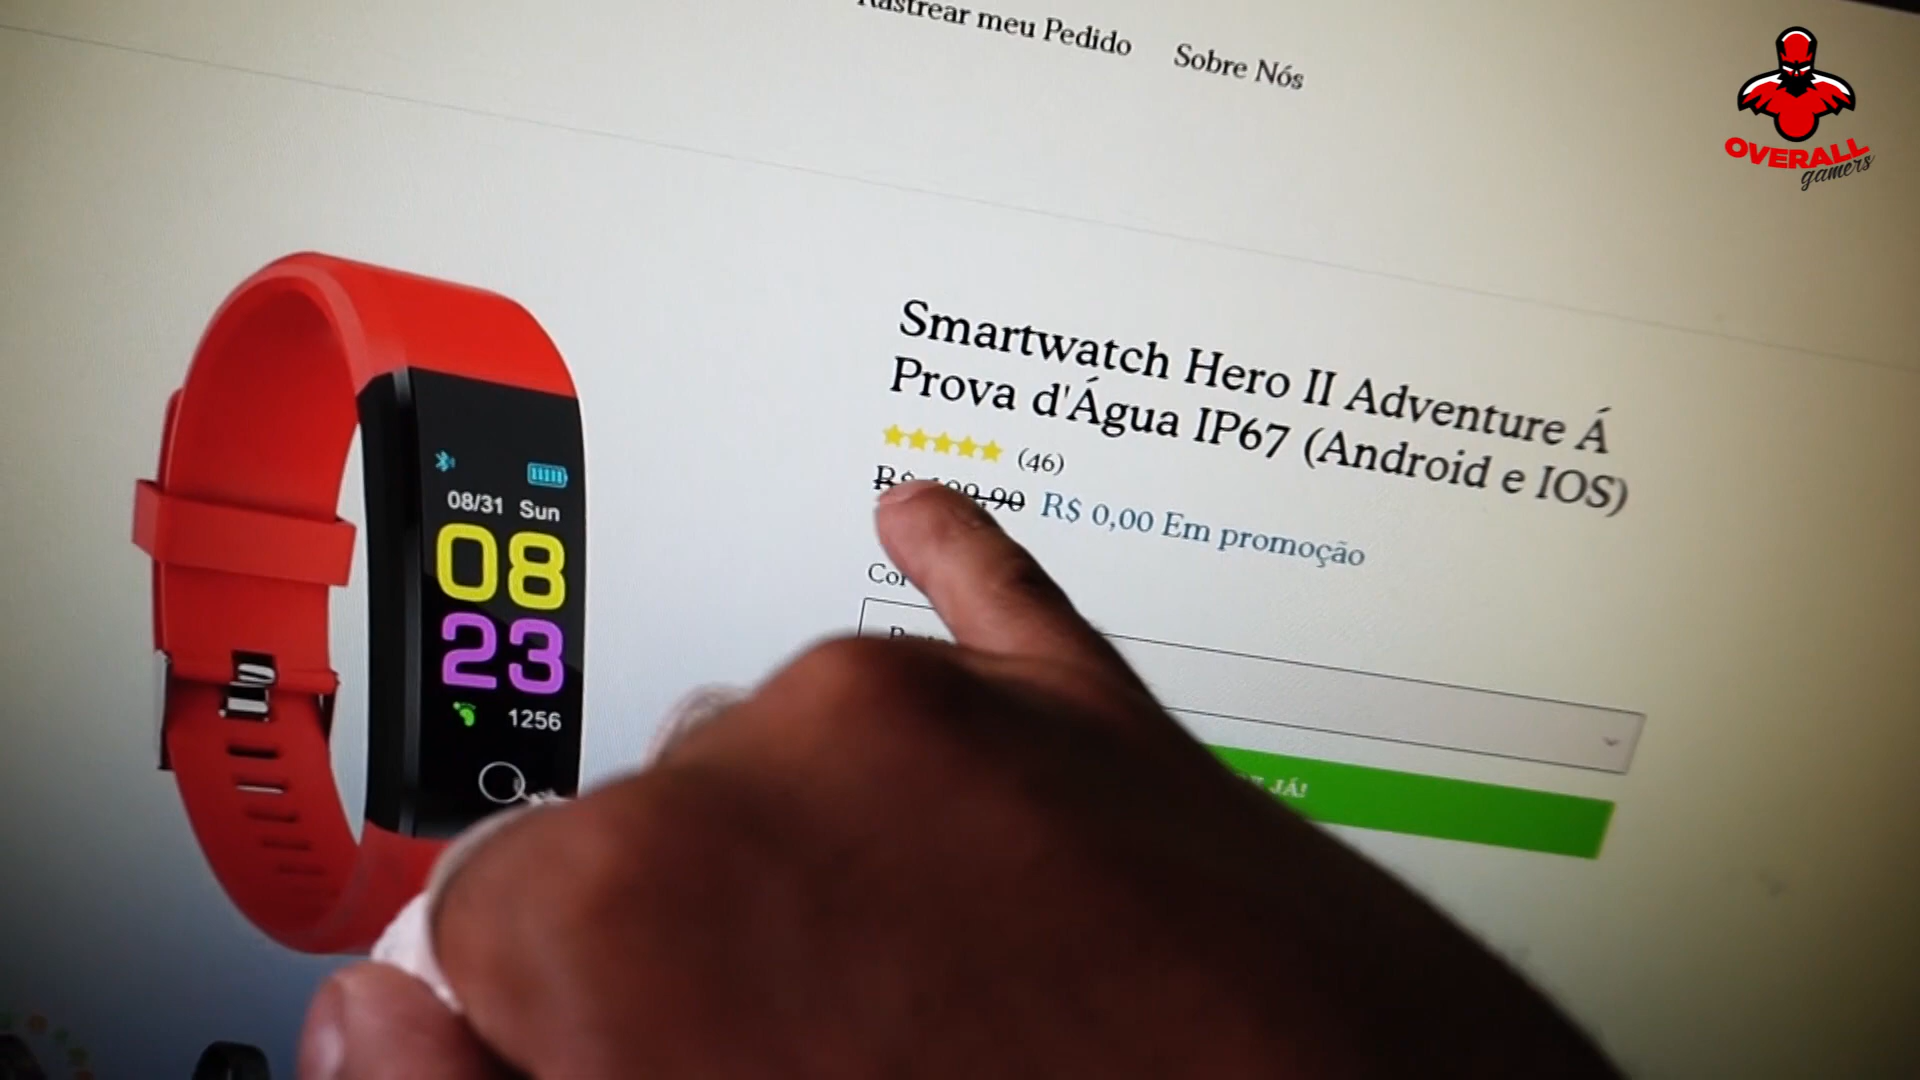 meu Pedido Sobre Nós
OVERALL
gamers
Smartwatch Hero II Adventure Á
Prova d'Água IP67 (Android e IOS)
(46)
R$ 0,00 Em promoção
08/31 Sun
08
23
1256
JÁ!